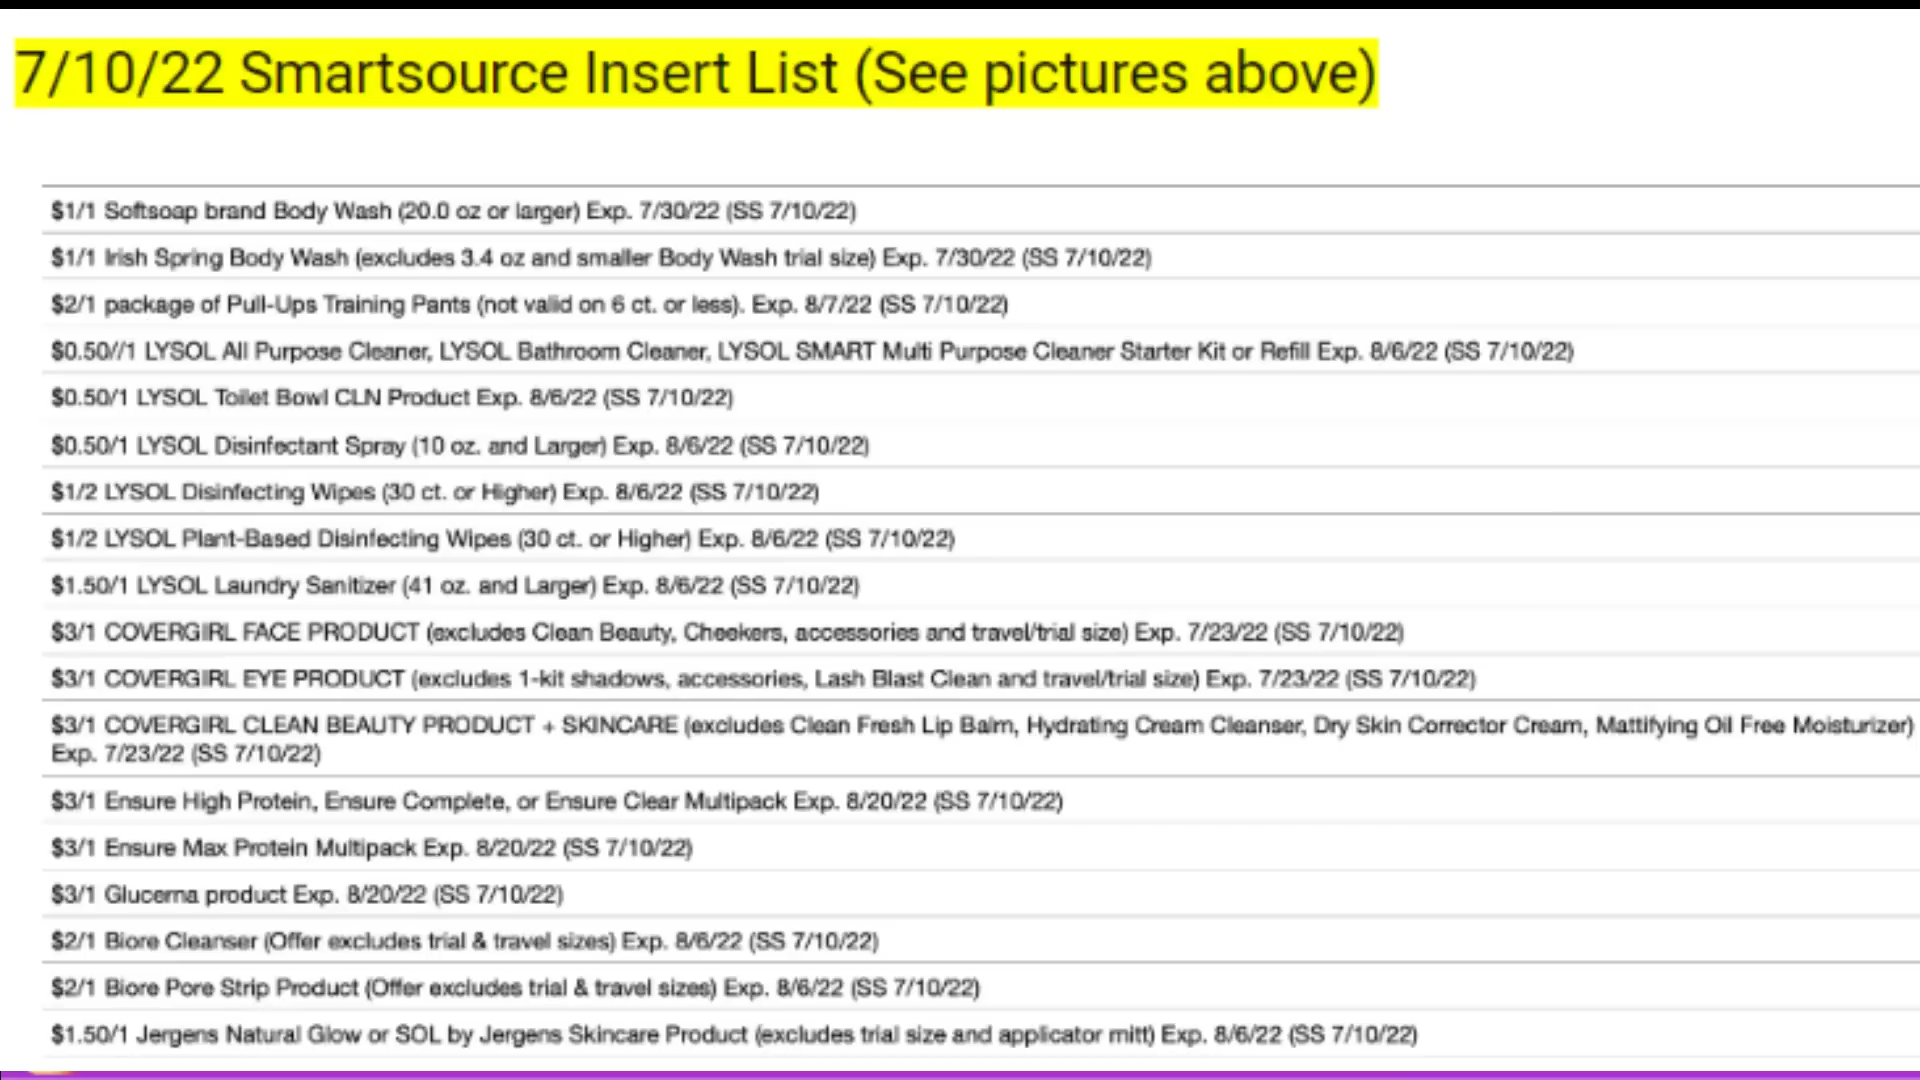 7/10/22 Smartsource Insert List (See pictures above)
$1/1 Softsoap brand Body Wash (20.0 oz or larger) Exp. 7/30/22 (SS 7/10/22)
$1/1 Irish Spring Body Wash (excludes 3.4 oz and smaller Body Wash trial size) Exp. 7/30/22 (SS 7/10/22)
$2/1 package of Pull-Ups Training Pants (not valid on 6 ct. or less). Exp. 8/7/22 (SS 7/10/22)
$0.50//1 LYSOL All Purpose Cleaner, LYSOL Bathroom Cleaner, LYSOL SMART Multi Purpose Cleaner Starter Kit or Refill Exp. 8/6/22 (SS 7/10/22)
$0.50/1 LYSOL Toilet Bowl CLN Product Exp. 8/6/22 (SS 7/10/22)
$0.50/1 LYSOL Disinfectant Spray (10 oz. and Larger) Exp. 8/6/22 (SS 7/10/22)
$1/2 LYSOL Disinfecting Wipes (30 ct. or Higher) Exp. 8/6/22 (SS 7/10/22)
$1/2 LYSOL Plant-Based Disinfecting Wipes (30 ct. or Higher) Exp. 8/6/22 (SS 7/10/22)
$1.50/1 LYSOL Laundry Sanitizer (41 oz. and Larger) Exp. 8/6/22 (SS 7/10/22)
$3/1 COVERGIRL FACE PRODUCT (excludes Clean Beauty, Cheekers, accessories and travel/trial size) Exp. 7/23/22 (SS 7/10/22)
$3/1 COVERGIRL EYE PRODUCT (excludes 1-kit shadows, accessories, Lash Blast Clean and travel/trial size) Exp. 7/23/22 (SS 7/10/22)
$3/1 COVERGIRL CLEAN BEAUTY PRODUCT + SKINCARE (excludes Clean Fresh Lip Balm, Hydrating Cream Cleanser, Dry Skin Corrector Cream, Mattifying Oil Free Moisturizer)
Exp. 7/23/22 (SS 7/10/22)
$3/1 Ensure High Protein, Ensure Complete, or Ensure Clear Multipack Exp. 8/20/22 (SS 7/10/22)
$3/1 Ensure Max Protein Multipack Exp. 8/20/22 (SS 7/10/22)
$3/1 Glucerna product Exp. 8/20/22 (SS 7/10/22)
$2/1 Biore Cleanser (Offer excludes trial & travel sizes) Exp. 8/6/22 (SS 7/10/22)
$2/1 Biore Pore Strip Product (Offer excludes trial & travel sizes) Exp. 8/6/22 (SS 7/10/22)
$1.50/1 Jergens Natural Glow or SOL by Jergens Skincare Product (excludes trial size and applicator mitt) Exp. 8/6/22 (SS 7/10/22)